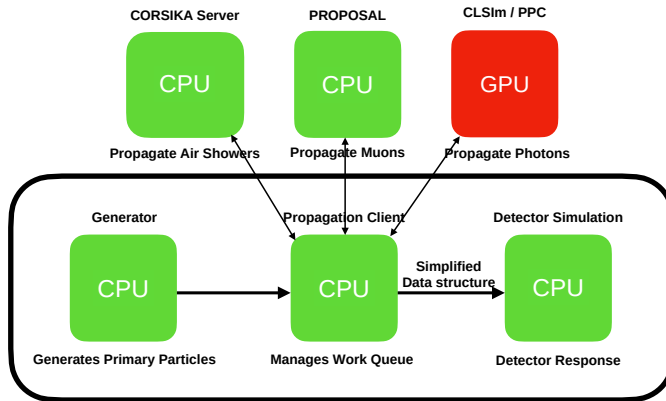 CORSIKA Server
PROPOSAL
CLSIm / PPC
CPU
CPU
GPU
Propagate Air Showers
Propagate Muons
Propagate Photons
Generator
Propagation Client
Detector Simulation
CPU
CPU
Simplified
Data structure
CPU
Generates Primary Particles
Manages Work Queue
Detector Response